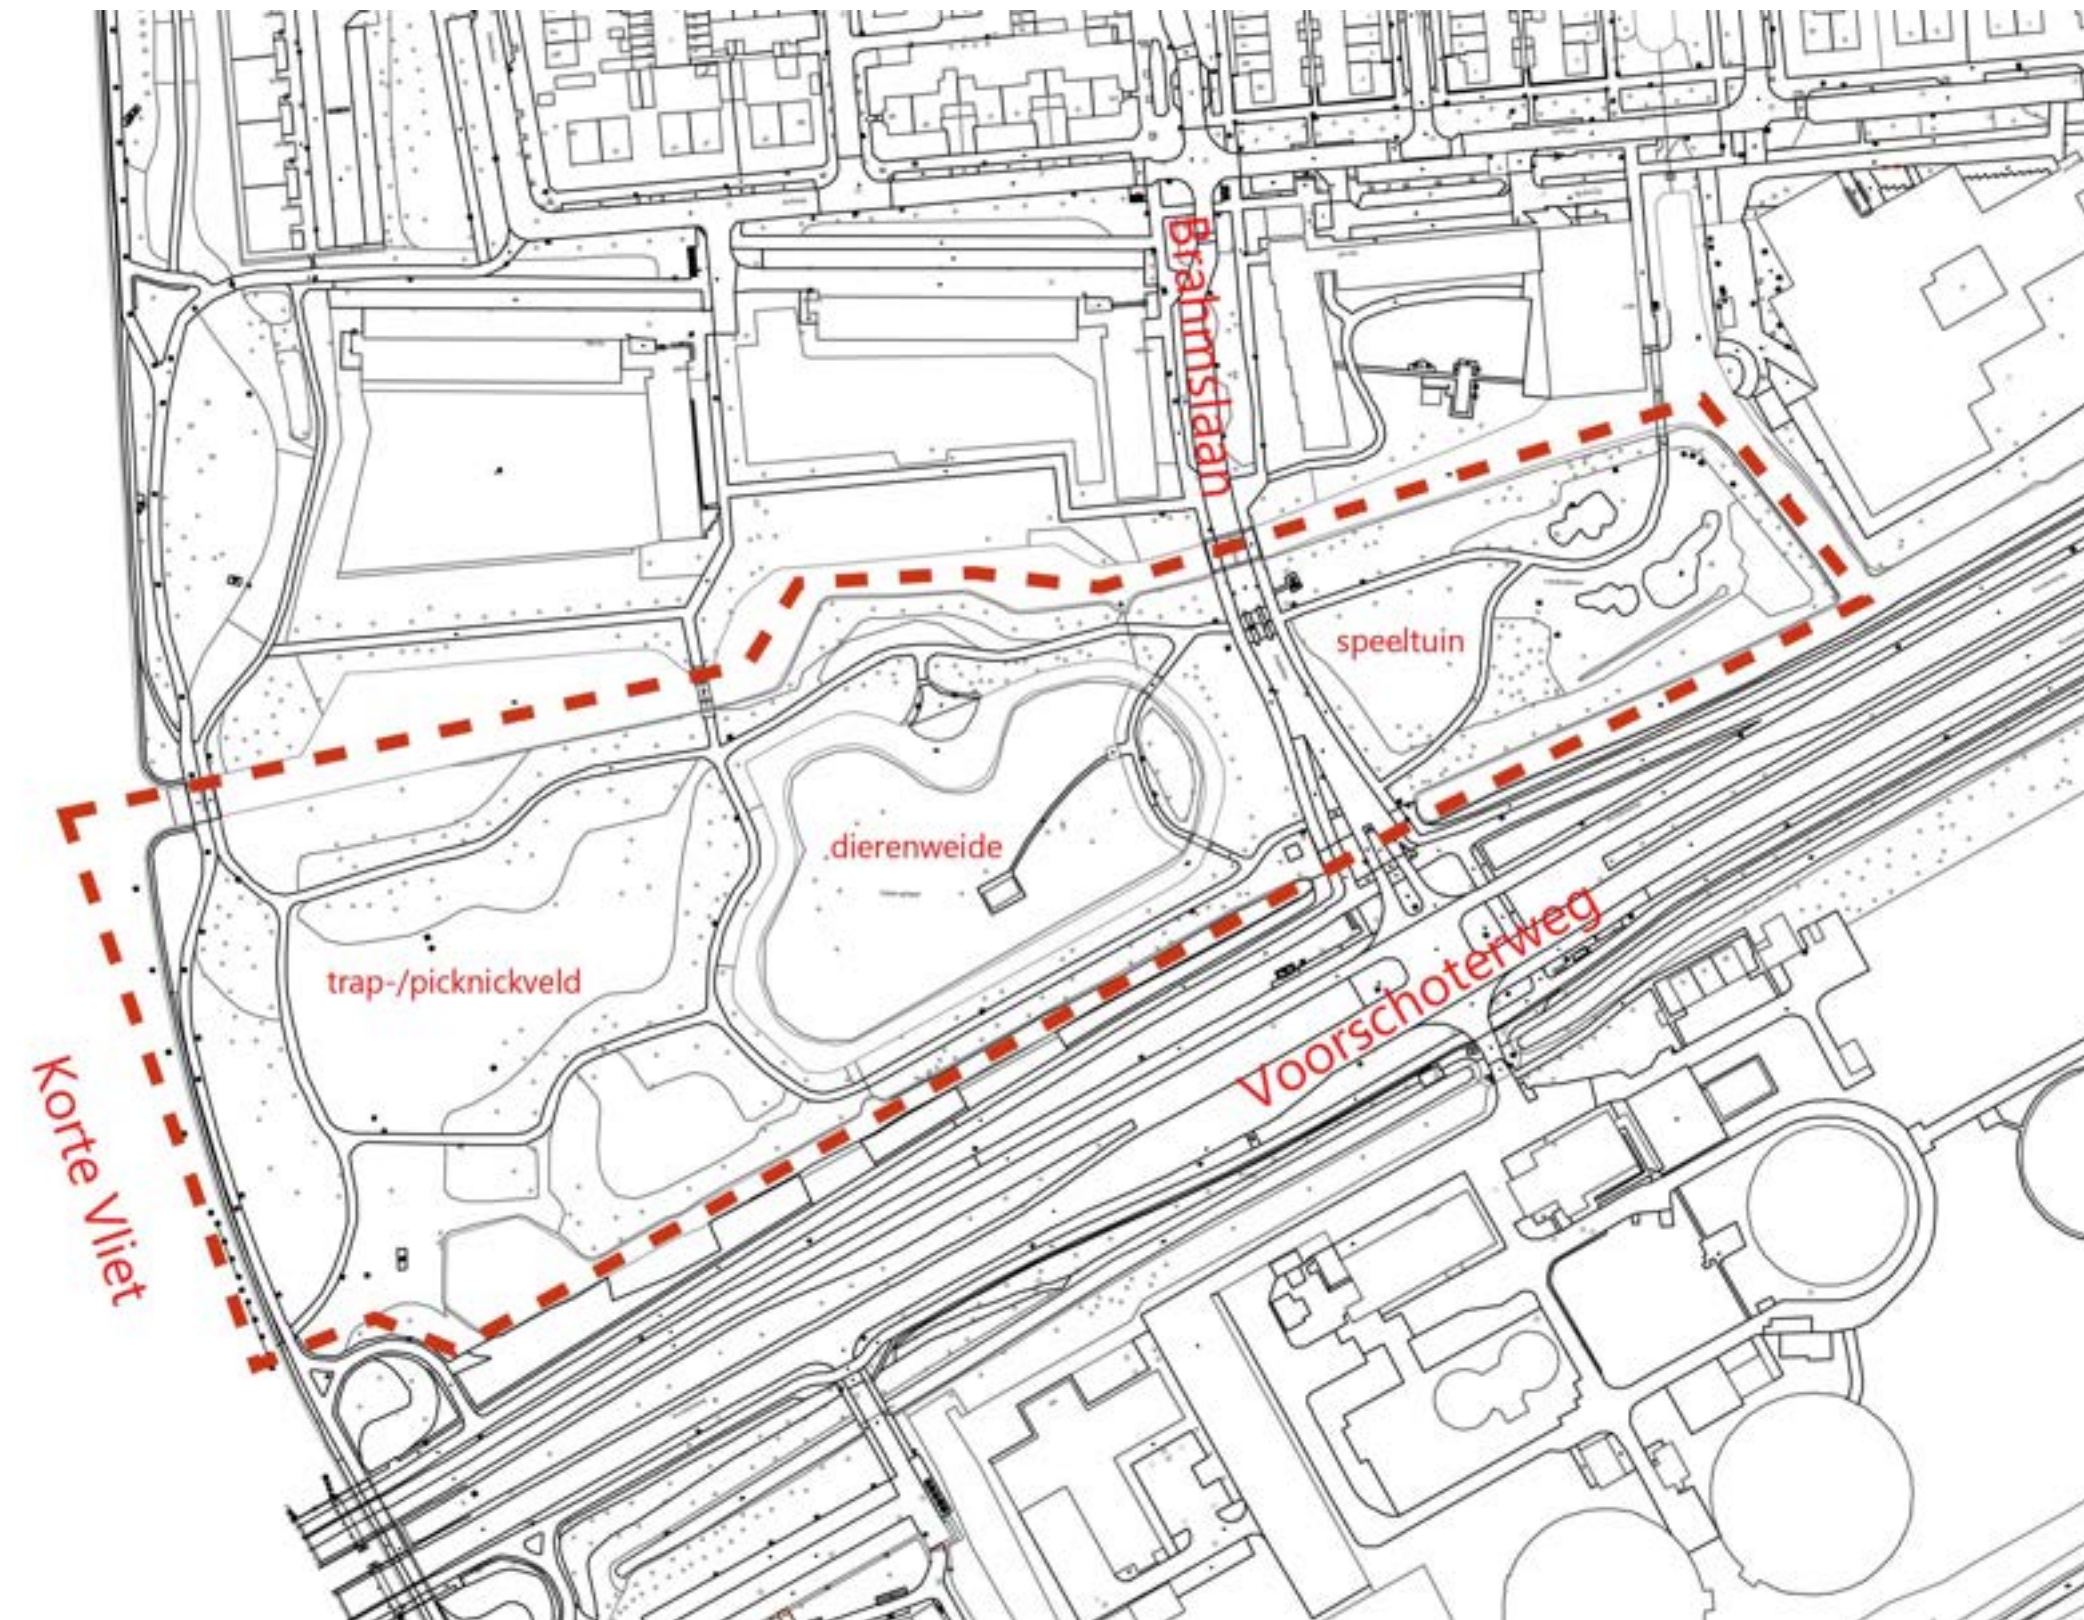 Brahmslaan
speeltuin
dierenweide
trap-/picknickveld
Voorschoterweg
Korte Vliet